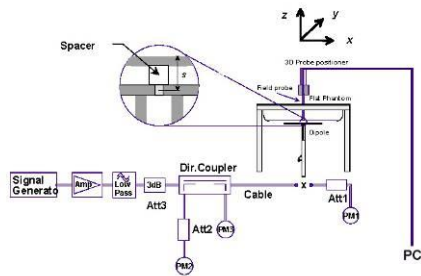 z
y
x
Spacer
s
3D Probe positioner
Field probe
Flat Phantom
Dipole
Dir.Coupler
Signal
Generato
Amp
Low
Pass
3dB
Att3
Cable
x
Att1
PM1
Att2
PM3
PM2
PC